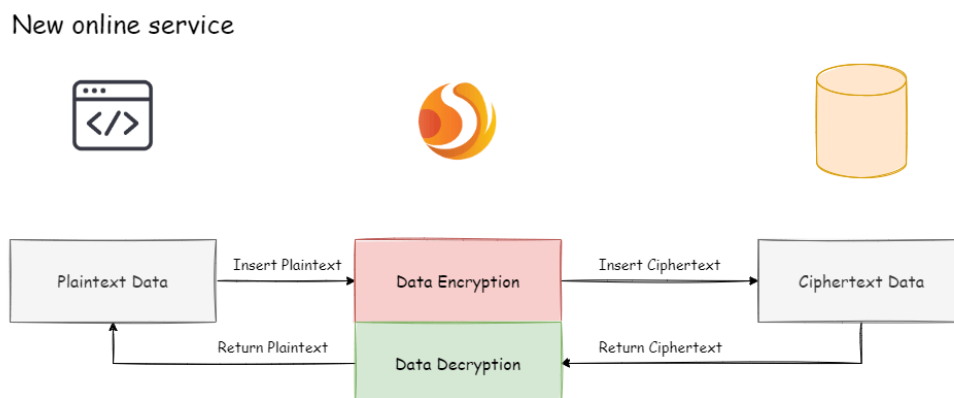 New online service
</>
Plaintext Data
Insert Plaintext
Data Encryption
Insert Ciphertext
Ciphertext Data
Return Plaintext
Data Decryption
Return Ciphertext